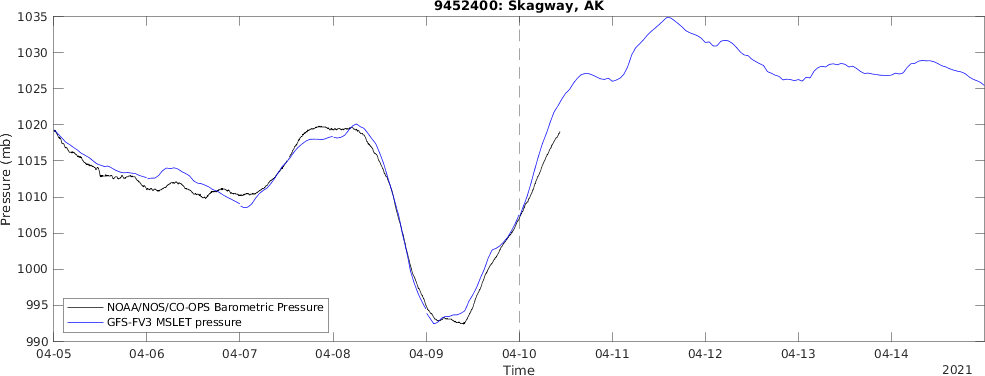 9452400: Skagway, AK
Pressure (mb)
1035
1030
1025
1020
1015
1010
1005
1000
995
990
NOAA/NOS/CO-OPS Barometric Pressure
GFS-FV3 MSLET pressure
04-05 04-06 04-07 04-08 04-09 04-10 04-11 04-12 04-13 04-14
Time
2021